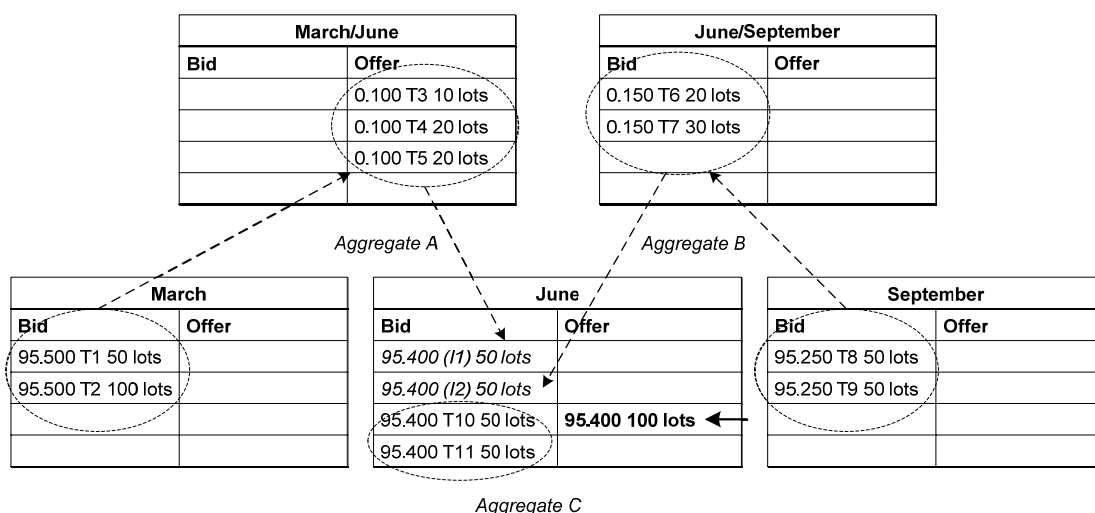 March/June
Bid Offer
0.100 T3 10 lots
0.100 T4 20 lots
0.100 T5 20 lots
June/September
Bid Offer
0.150 T6 20 lots
0.150 T7 30 lots
Aggregate A
Aggregate B
March
Bid Offer
95.500 T1 50 lots
95.500 T2 100 lots
June
Bid Offer
95.400 (I1) 50 lots
95.400 (I2) 50 lots
95.400 T10 50 lots 95.400 100 lots
95.400 T11 50 lots
September
Bid Offer
95.250 T8 50 lots
95.250 T9 50 lots
Aggregate C